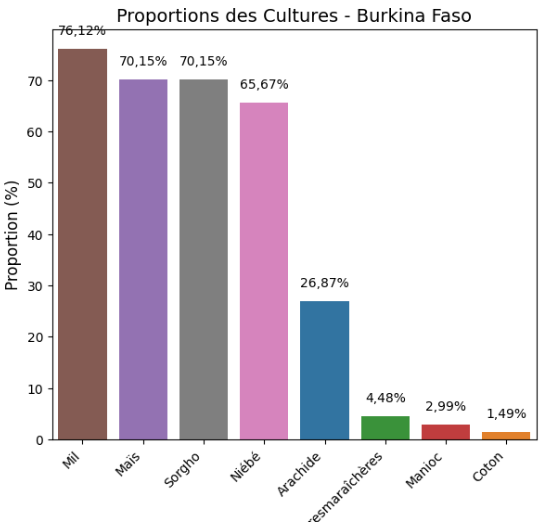 Proportions des Cultures - Burkina Faso
76,12%
70,15%
70,15%
65,67%
26,87%
4,48%
2,99%
1,49%
Proportion (%)
70
60
50
40
30
20
10
0
Mil
Maïs
Sorgho
Niébé
Arachide
resmaraîchères
Manioc
Coton